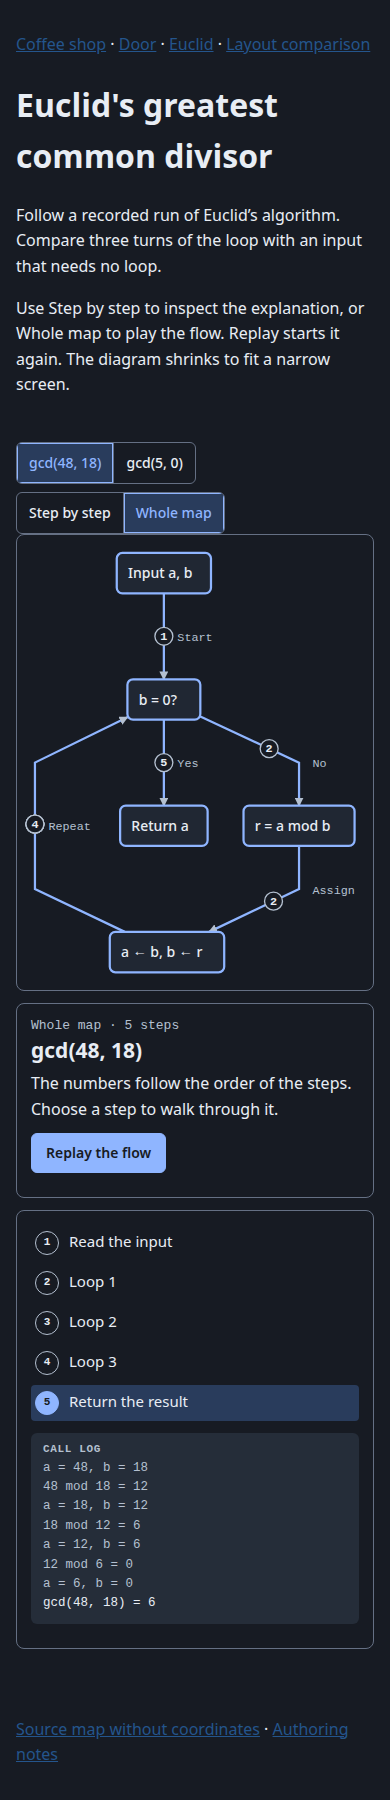 Coffee shop · Door · Euclid · Layout comparison
Euclid's greatest
common divisor
Follow a recorded run of Euclid’s algorithm.
Compare three turns of the loop with an input
that needs no loop.
Use Step by step to inspect the explanation, or
Whole map to play the flow. Replay starts it
again. The diagram shrinks to fit a narrow
screen.
gcd(48, 18) gcd(5, 0)
Step by step Whole map
Input a, b
1 Start
b = 0?
2
5 Yes
No
4 Repeat
Return a
r = a mod b
Assign
2
a ← b, b ← r
Whole map · 5 steps
gcd(48, 18)
The numbers follow the order of the steps.
Choose a step to walk through it.
Replay the flow
1 Read the input
2 Loop 1
3 Loop 2
4 Loop 3
5 Return the result
CALL LOG
a = 48, b = 18
48 mod 18 = 12
a = 18, b = 12
18 mod 12 = 6
a = 12, b = 6
12 mod 6 = 0
a = 6, b = 0
gcd(48, 18) = 6
Source map without coordinates · Authoring
notes